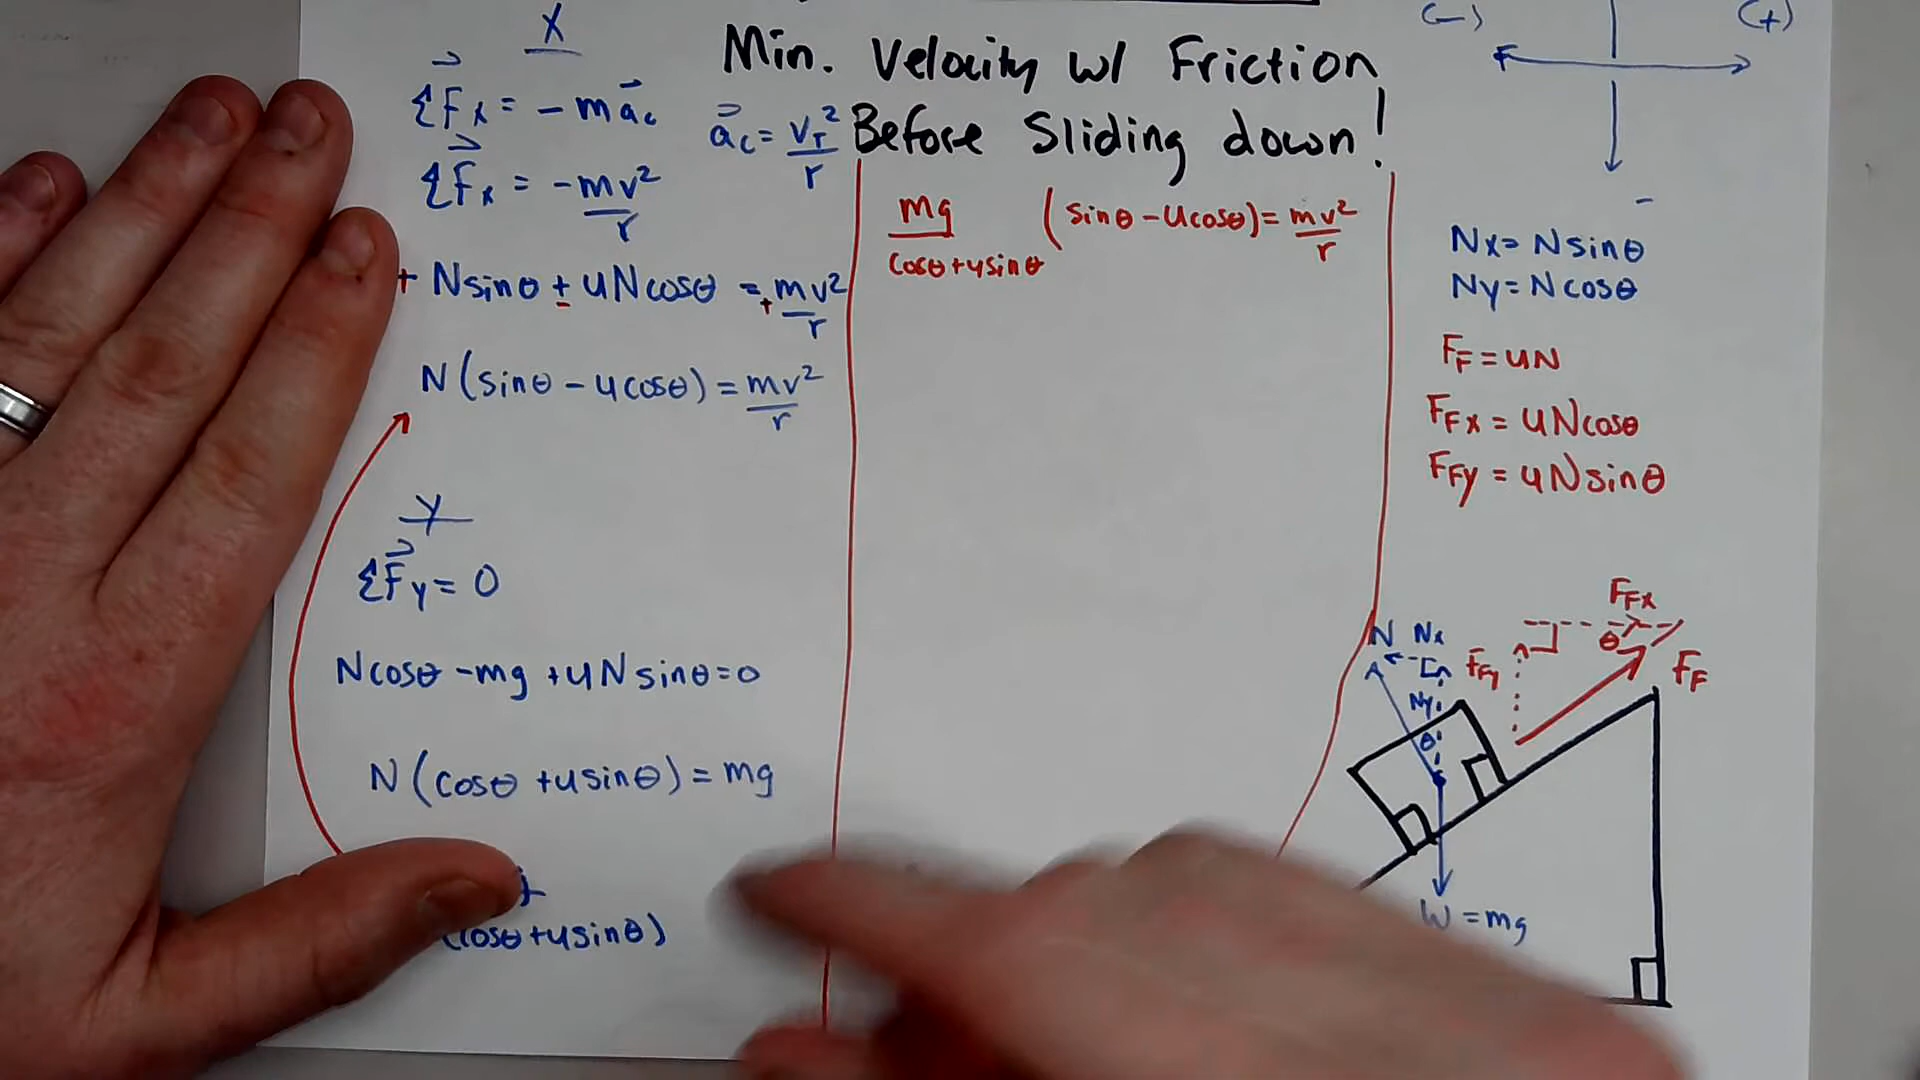 X
ΣFx = -mac
ΣFx = -mv²/r
ac = vT²/r
+ Nsinθ ± uNcosθ = + mv²/r
N(sinθ - ucosθ) = mv²/r
Y
ΣFy = 0
Ncosθ - mg + uNsinθ = 0
N(cosθ + usinθ) = mg
(cosθ + usinθ)
Min. Velocity w/ Friction
Before Sliding down!
mg/cosθ+usinθ (sinθ - ucosθ) = mv²/r
(-) (+)
-
Nx = Nsinθ
Ny = Ncosθ
FF = uN
FFx = uNcosθ
FFy = uNsinθ
FFx
N Nx
θ
FFy
FF
Ny
θ
W = mg